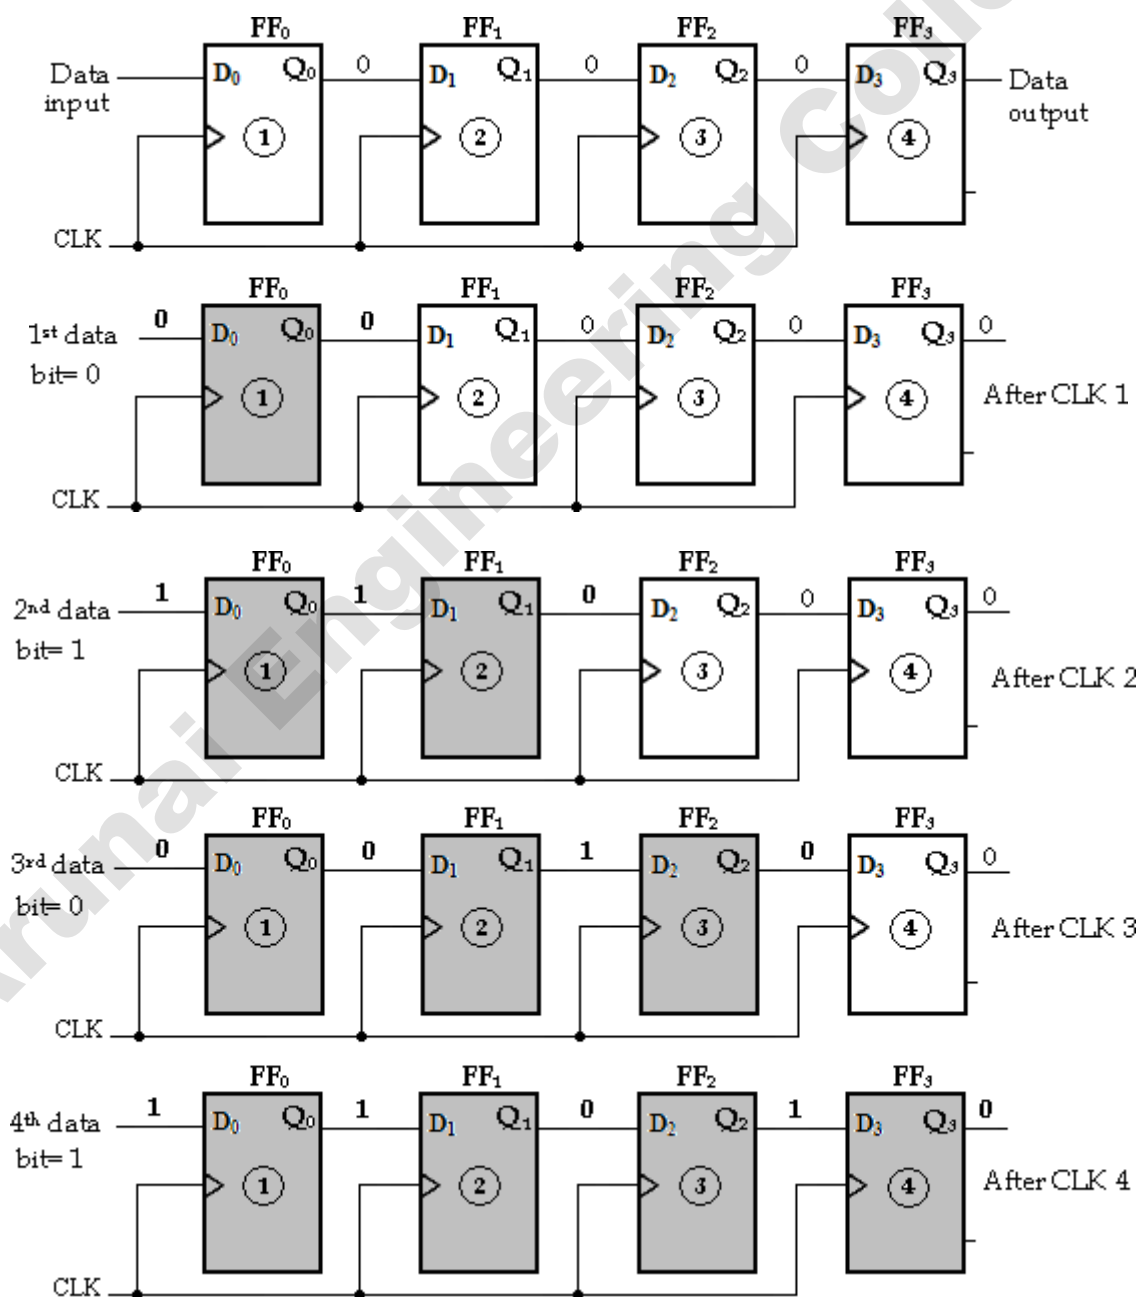 FF₀ FF₁ FF₂ FF₃
Data input D₀ Q₀ 0 D₁ Q₁ 0 D₂ Q₂ 0 D₃ Q₃ Data output
1 2 3 4
CLK
FF₀ FF₁ FF₂ FF₃
1st data bit= 0 0 D₀ Q₀ 0 D₁ Q₁ 0 D₂ Q₂ 0 D₃ Q₃ 0
1 2 3 4 After CLK 1
CLK
FF₀ FF₁ FF₂ FF₃
2nd data bit= 1 1 D₀ Q₀ 1 D₁ Q₁ 0 D₂ Q₂ 0 D₃ Q₃ 0
1 2 3 4 After CLK 2
CLK
FF₀ FF₁ FF₂ FF₃
3rd data bit= 0 0 D₀ Q₀ 0 D₁ Q₁ 1 D₂ Q₂ 0 D₃ Q₃ 0
1 2 3 4 After CLK 3
CLK
FF₀ FF₁ FF₂ FF₃
4th data bit= 1 1 D₀ Q₀ 1 D₁ Q₁ 0 D₂ Q₂ 1 D₃ Q₃ 0
1 2 3 4 After CLK 4
CLK
Arunai Engineering Colle